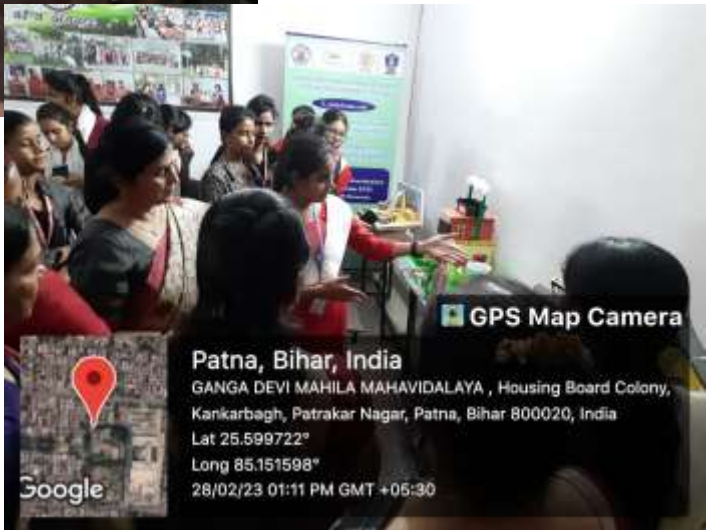 GPS Map Camera
Patna, Bihar, India
GANGA DEVI MAHILA MAHAVIDALAYA , Housing Board Colony,
Kankarbagh, Patrakar Nagar, Patna, Bihar 800020, India
Lat 25.599722°
Long 85.151598°
28/02/23 01:11 PM GMT +05:30
Google